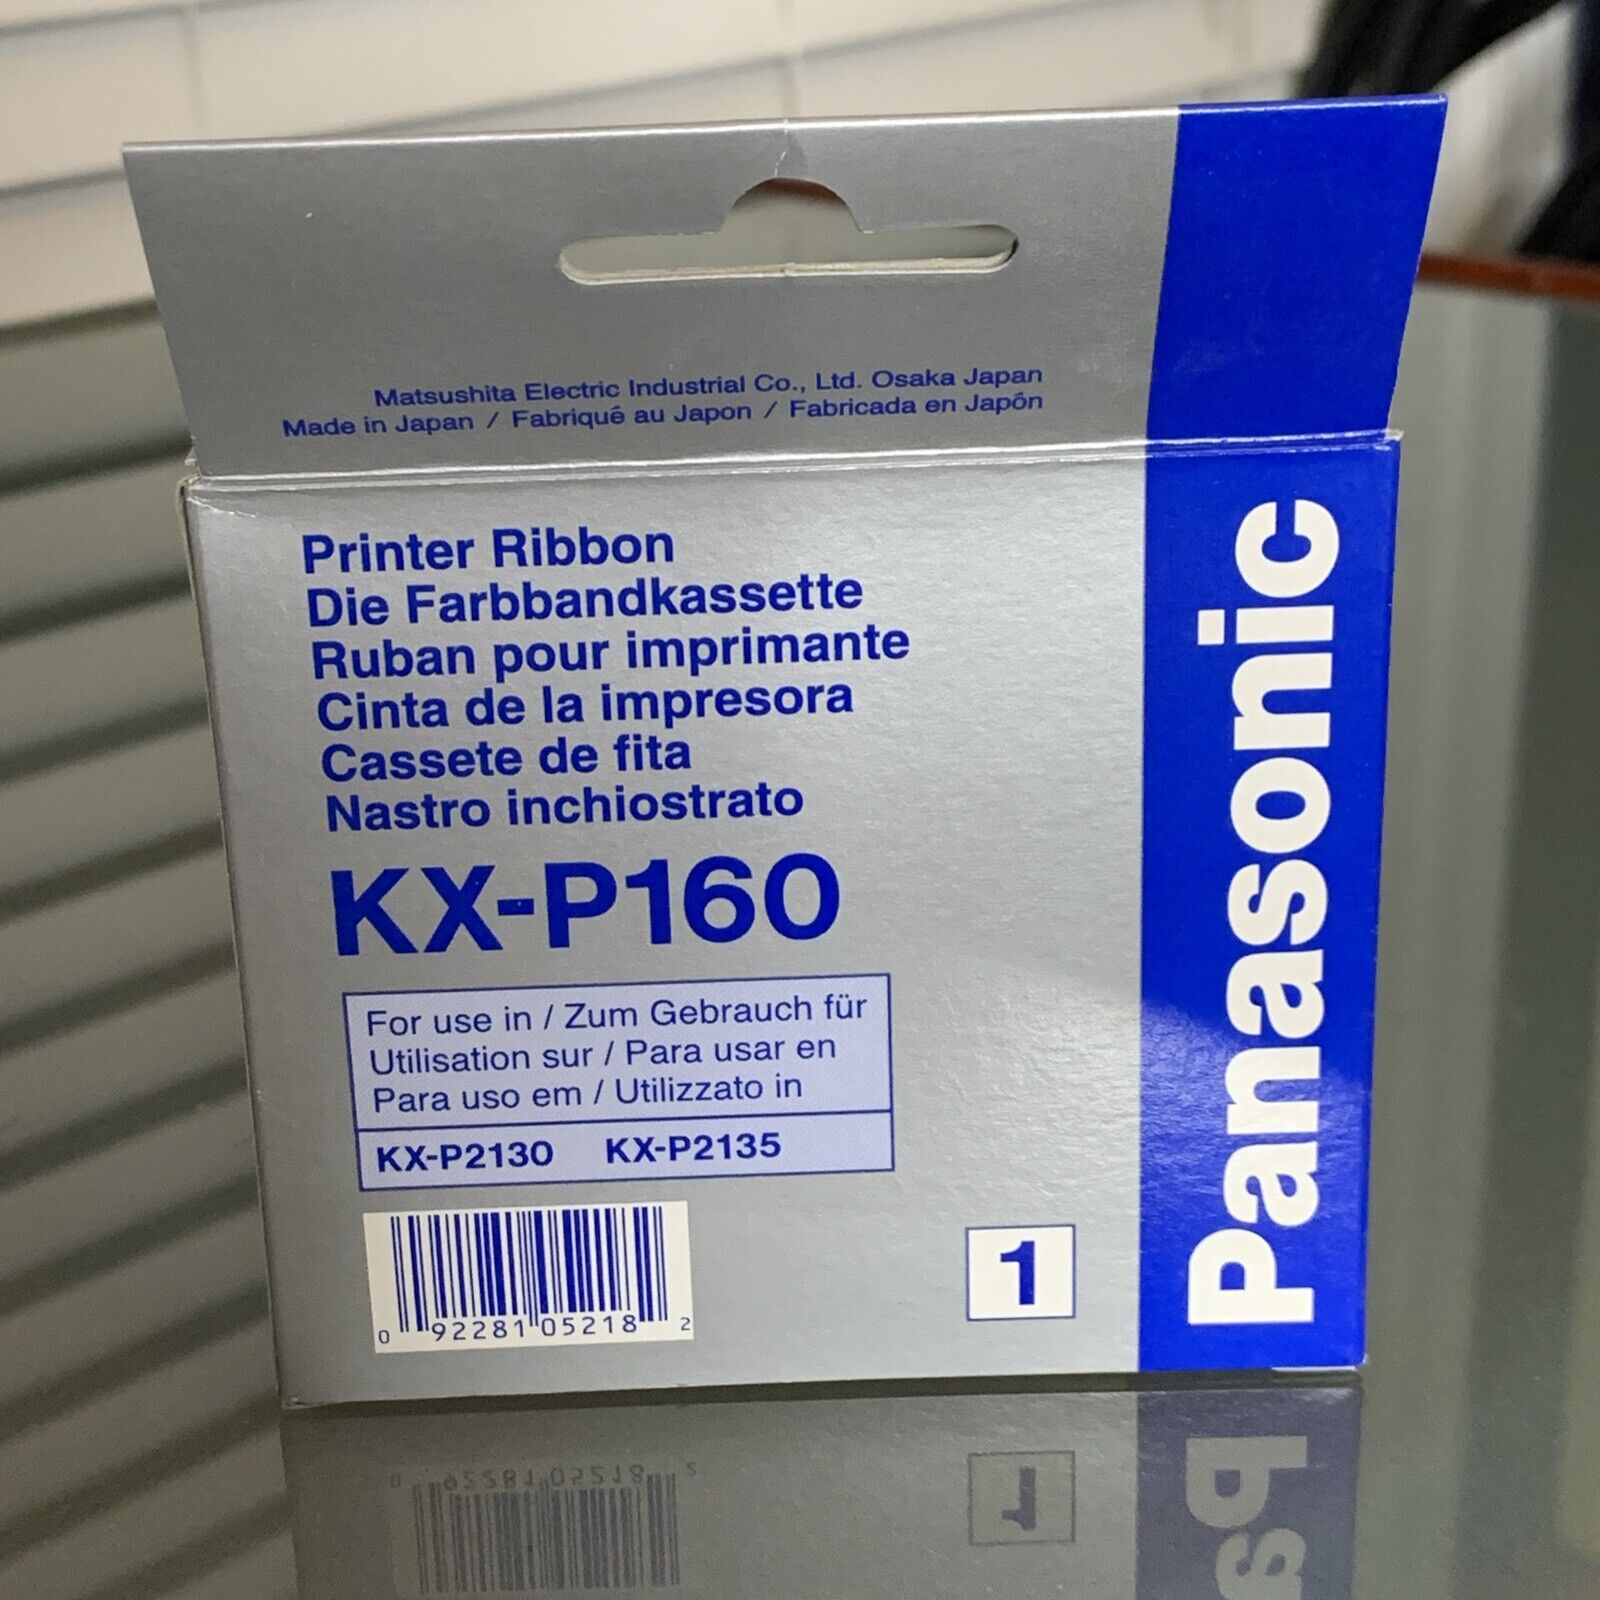 Matsushita Electric Industrial Co., Ltd. Osaka Japan
Made in Japan / Fabriqué au Japon / Fabricada en Japón
Printer Ribbon
Die Farbbandkassette
Ruban pour imprimante
Cinta de la impresora
Cassete de fita
Nastro inchiostrato
KX-P160
For use in / Zum Gebrauch für
Utilisation sur / Para usar en
Para uso em / Utilizzato in
KX-P2130 KX-P2135
0 92281 05218 2
1
Panasonic